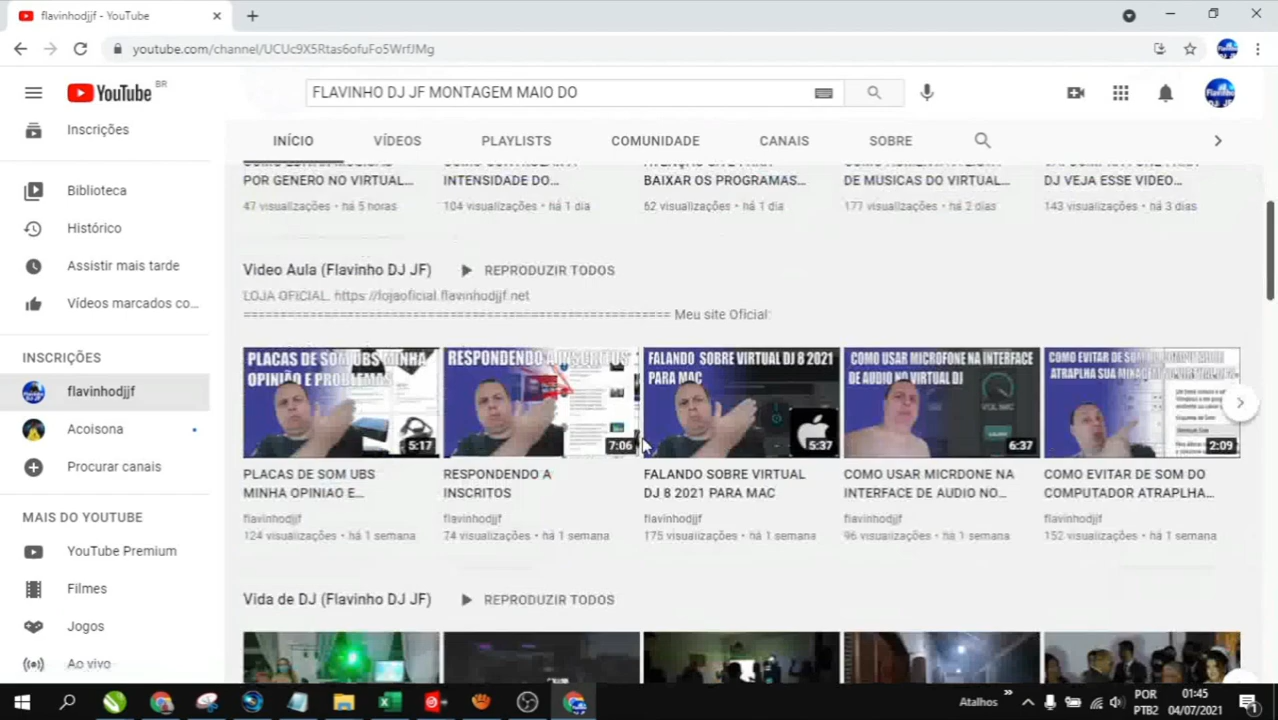 flavinhodjjf - YouTube
youtube.com/channel/UCUc9X5Rtas6ofuFo5WrfJMg
YouTube BR
FLAVINHO DJ JF MONTAGEM MAIO DO
INÍCIO VÍDEOS PLAYLISTS COMUNIDADE CANAIS SOBRE
Inscrições
Biblioteca
Histórico
Assistir mais tarde
Vídeos marcados co...
INSCRIÇÕES
flavinhodjjf
Acoisona
Procurar canais
MAIS DO YOUTUBE
YouTube Premium
Filmes
Jogos
Ao vivo
POR GENERO NO VIRTUAL... INTENSIDADE DO... BAIXAR OS PROGRAMAS... DE MUSICAS DO VIRTUAL... DJ VEJA ESSE VIDEO...
47 visualizações • há 5 horas 104 visualizações • há 1 dia 62 visualizações • há 1 dia 177 visualizações • há 2 dias 143 visualizações • há 3 dias
Video Aula (Flavinho DJ JF) REPRODUZIR TODOS
LOJA OFICIAL. https://lojaoficial.flavinhodjjf.net
================================================== Meu site Oficial:
PLACAS DE SOM UBS MINHA
OPINIÃO E PROBLEMAS
5:17
RESPONDENDO A INSCRITOS
7:06
FALANDO SOBRE VIRTUAL DJ 8 2021
PARA MAC
5:37
COMO USAR MICROFONE NA INTERFACE
DE AUDIO NO VIRTUAL DJ
VOL MIC
6:37
COMO EVITAR DE SOM
ATRAPLHA SUA
2:09
PLACAS DE SOM UBS
MINHA OPINIAO E...
flavinhodjjf
124 visualizações • há 1 semana
RESPONDENDO A
INSCRITOS
flavinhodjjf
74 visualizações • há 1 semana
FALANDO SOBRE VIRTUAL
DJ 8 2021 PARA MAC
flavinhodjjf
175 visualizações • há 1 semana
COMO USAR MICRDONE NA
INTERFACE DE AUDIO NO...
flavinhodjjf
96 visualizações • há 1 semana
COMO EVITAR DE SOM DO
COMPUTADOR ATRAPLHA...
flavinhodjjf
152 visualizações • há 1 semana
Vida de DJ (Flavinho DJ JF) REPRODUZIR TODOS
Atalhos
POR
PTB2
01:45
04/07/2021